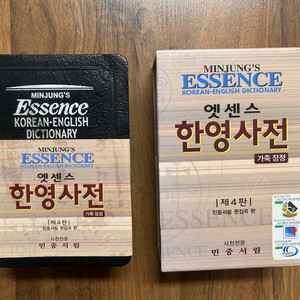 MINJUNG'S
Essence
KOREAN-ENGLISH
DICTIONARY
MINJUNG'S
ESSENCE
KOREAN-ENGLISH DICTIONARY
엣센스
한영사전
가죽 장정
제4판
민중서림 편집국 편
사전전문
민중서림
MINJUNG'S
ESSENCE
KOREAN-ENGLISH DICTIONARY
엣센스
한영사전
가죽 장정
제4판
민중서림 편집국 편
사전전문
민중서림